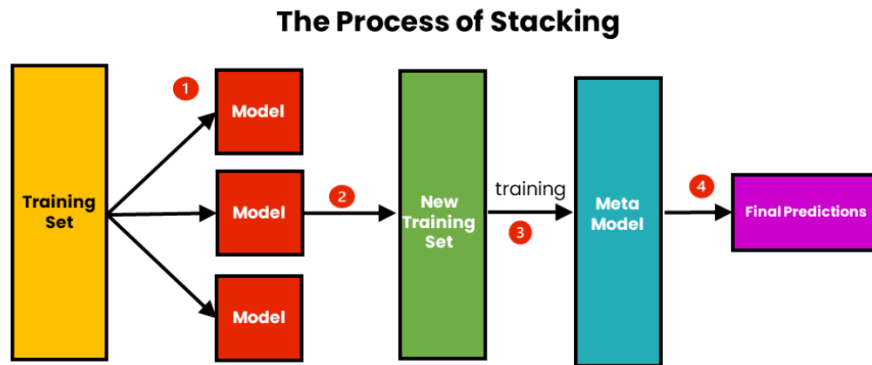 The Process of Stacking
1
Model
Training
Set
Model
2
New
Training
Set
training
3
Meta
Model
4
Final Predictions
Model